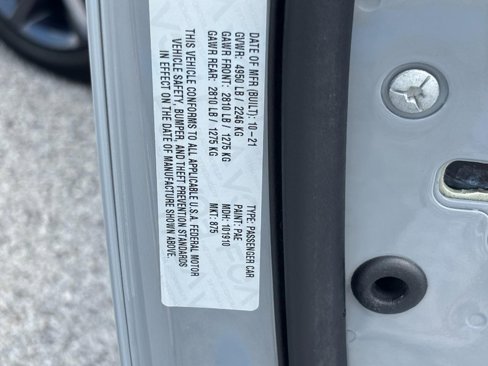 DATE OF MFR (BUILT): 10-21
GVWR: 4950 LB / 2246 KG
GAWR FRONT: 2810 LB / 1275 KG
GAWR REAR: 2810 LB / 1275 KG
THIS VEHICLE CONFORMS TO ALL APPLICABLE U.S.A. FEDERAL MOTOR
VEHICLE SAFETY, BUMPER, AND THEFT PREVENTION STANDARDS
IN EFFECT ON THE DATE OF MANUFACTURE SHOWN ABOVE.
TYPE: PASSENGER CAR
PAINT: PAE
MDH: 101910
MKT: 875